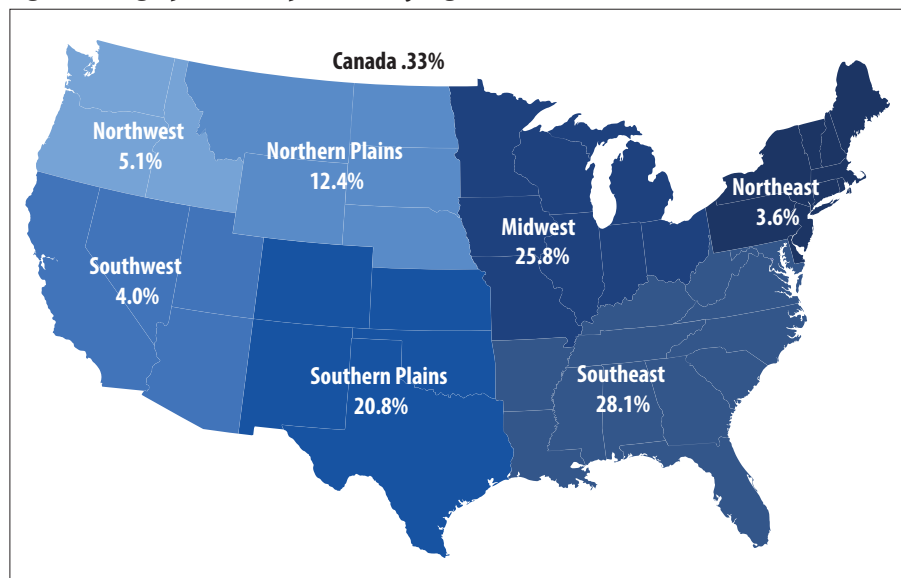 Canada .33%
Northwest
5.1%
Northern Plains
12.4%
Northeast
3.6%
Midwest
25.8%
Southwest
4.0%
Southern Plains
20.8%
Southeast
28.1%